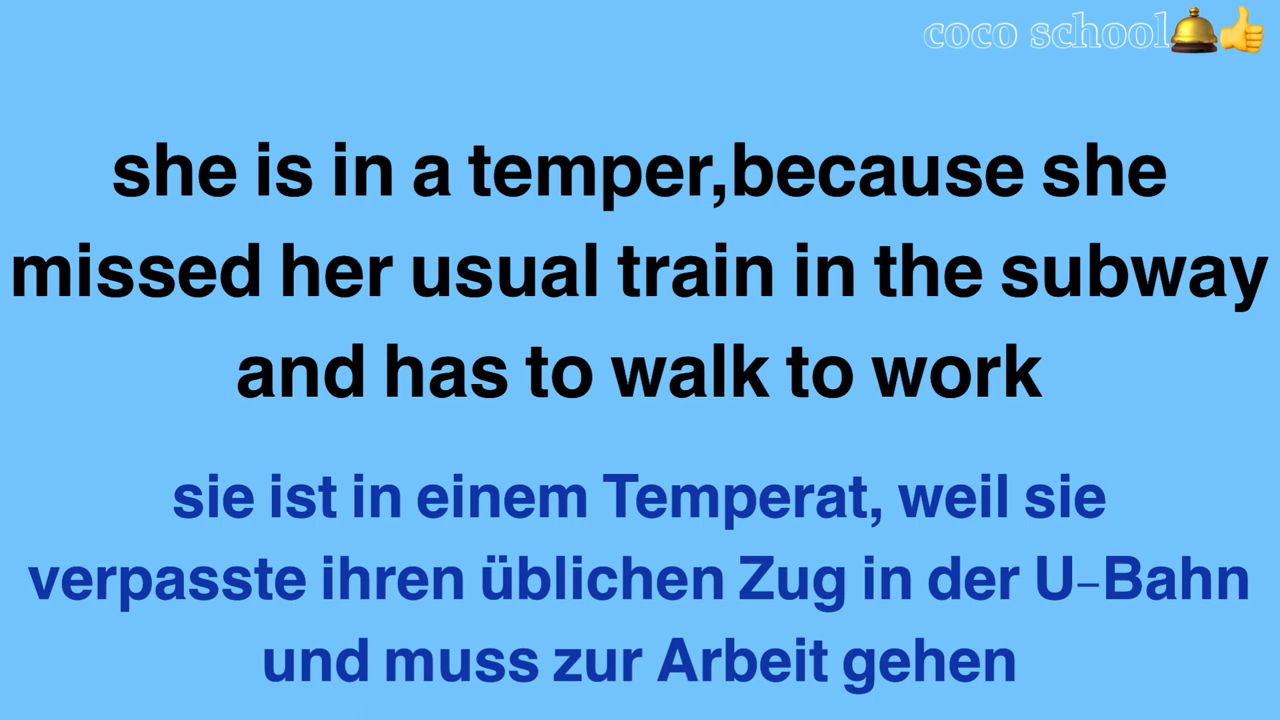 coco school🛎️👍
she is in a temper,because she
missed her usual train in the subway
and has to walk to work
sie ist in einem Temperat, weil sie
verpasste ihren üblichen Zug in der U-Bahn
und muss zur Arbeit gehen